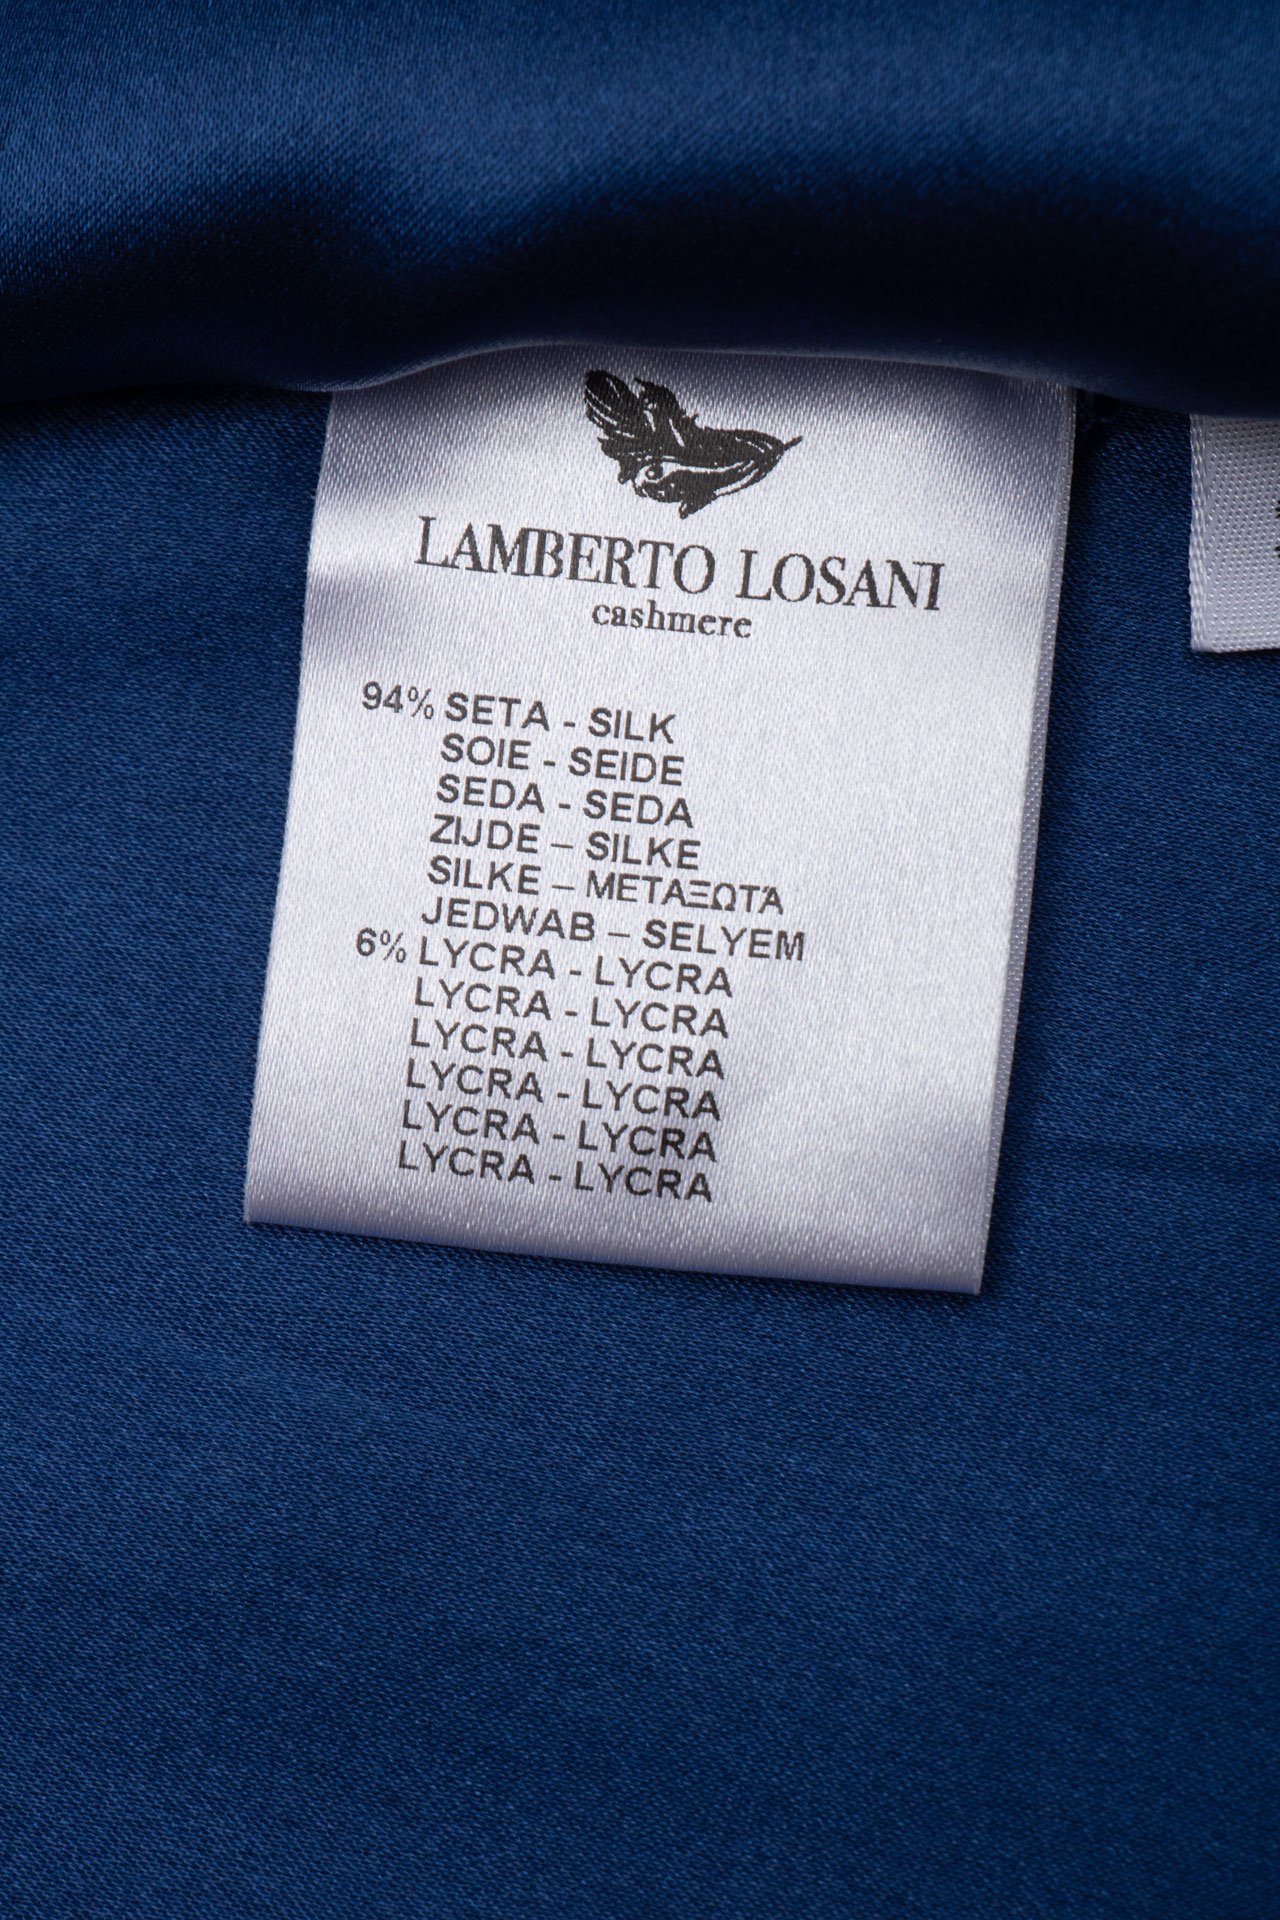 LAMBERTO LOSANI
cashmere
94% SETA - SILK
SOIE - SEIDE
SEDA - SEDA
ZIJDE – SILKE
SILKE – ΜΕΤΑΞΩΤΆ
JEDWAB – SELYEM
6% LYCRA - LYCRA
LYCRA - LYCRA
LYCRA - LYCRA
LYCRA - LYCRA
LYCRA - LYCRA
LYCRA - LYCRA